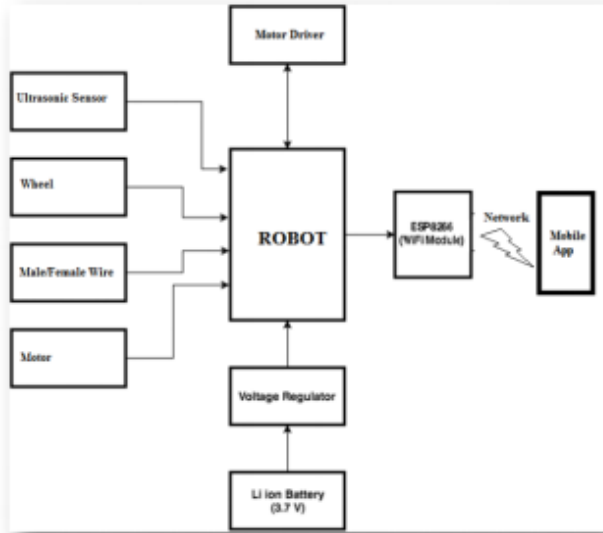 Motor Driver
Ultrasonic Sensor
Wheel
Male/Female Wire
Motor
ROBOT
ESP8266
(WiFi Module)
Network
Mobile
App
Voltage Regulator
Li ion Battery
(3.7 V)